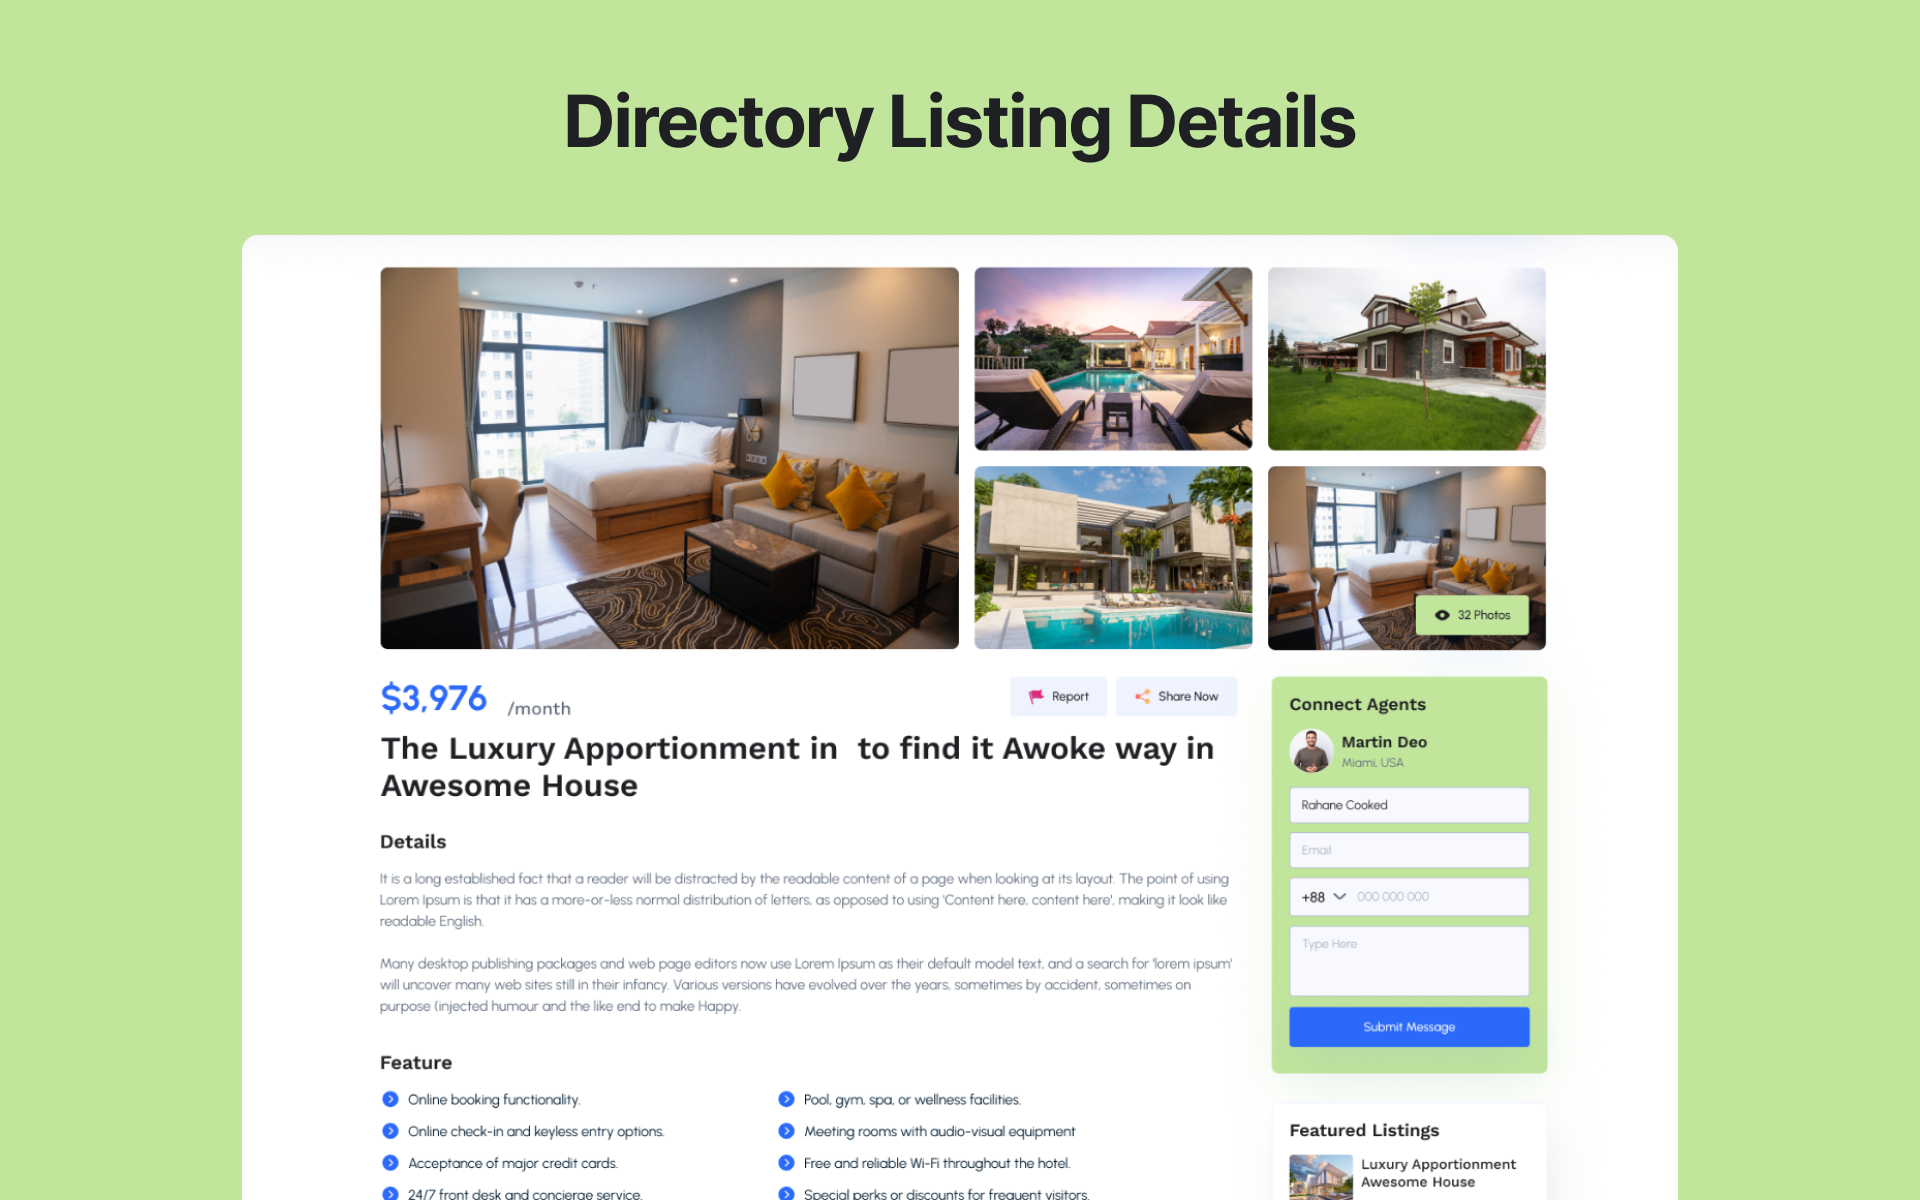 Directory Listing Details
32 Photos
$3,976 /month
Report
Share Now
The Luxury Apportionment in  to find it Awoke way in
Awesome House
Details
It is a long established fact that a reader will be distracted by the readable content of a page when looking at its layout. The point of using
Lorem Ipsum is that it has a more-or-less normal distribution of letters, as opposed to using 'Content here, content here', making it look like
readable English.
Many desktop publishing packages and web page editors now use Lorem Ipsum as their default model text, and a search for 'lorem ipsum'
will uncover many web sites still in their infancy. Various versions have evolved over the years, sometimes by accident, sometimes on
purpose (injected humour and the like end to make Happy.
Feature
Online booking functionality.
Online check-in and keyless entry options.
Acceptance of major credit cards.
24/7 front desk and concierge service.
Pool, gym, spa, or wellness facilities.
Meeting rooms with audio-visual equipment
Free and reliable Wi-Fi throughout the hotel.
Special perks or discounts for frequent visitors.
Connect Agents
Martin Deo
Miami, USA
Rahane Cooked
Email
+88 000 000 000
Type Here
Submit Message
Featured Listings
Luxury Apportionment
Awesome House